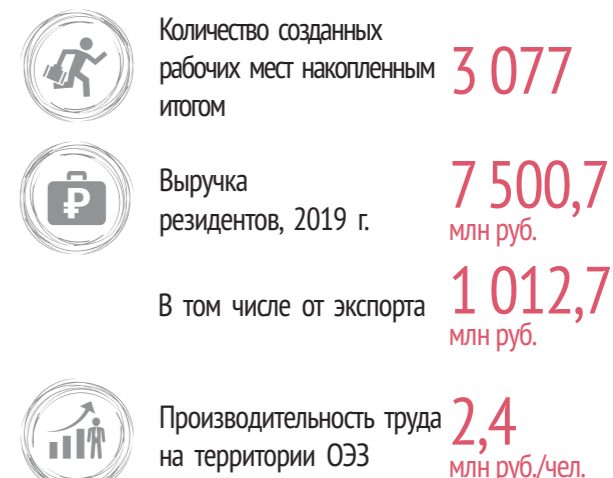 Количество созданных
рабочих мест накопленным
итогом
3 077
Выручка
резидентов, 2019 г.
7 500,7
млн руб.
В том числе от экспорта
1 012,7
млн руб.
Производительность труда
на территории ОЭЗ
2,4
млн руб./чел.